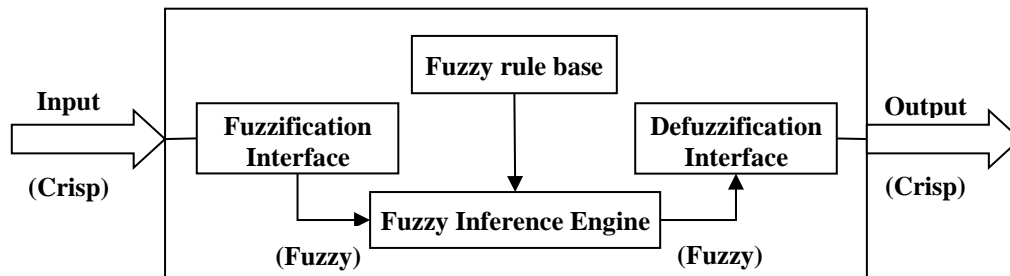 Fuzzy rule base
Input
Fuzzification
Interface
Defuzzification
Interface
Output
(Crisp)
(Crisp)
Fuzzy Inference Engine
(Fuzzy)
(Fuzzy)